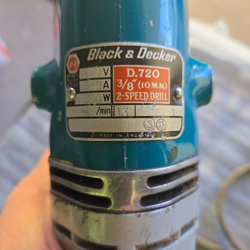 Black & Decker
V D.720
A 3/8" (10 M.M)
W 2-SPEED DRILL
/min
MADE IN ENGLAND